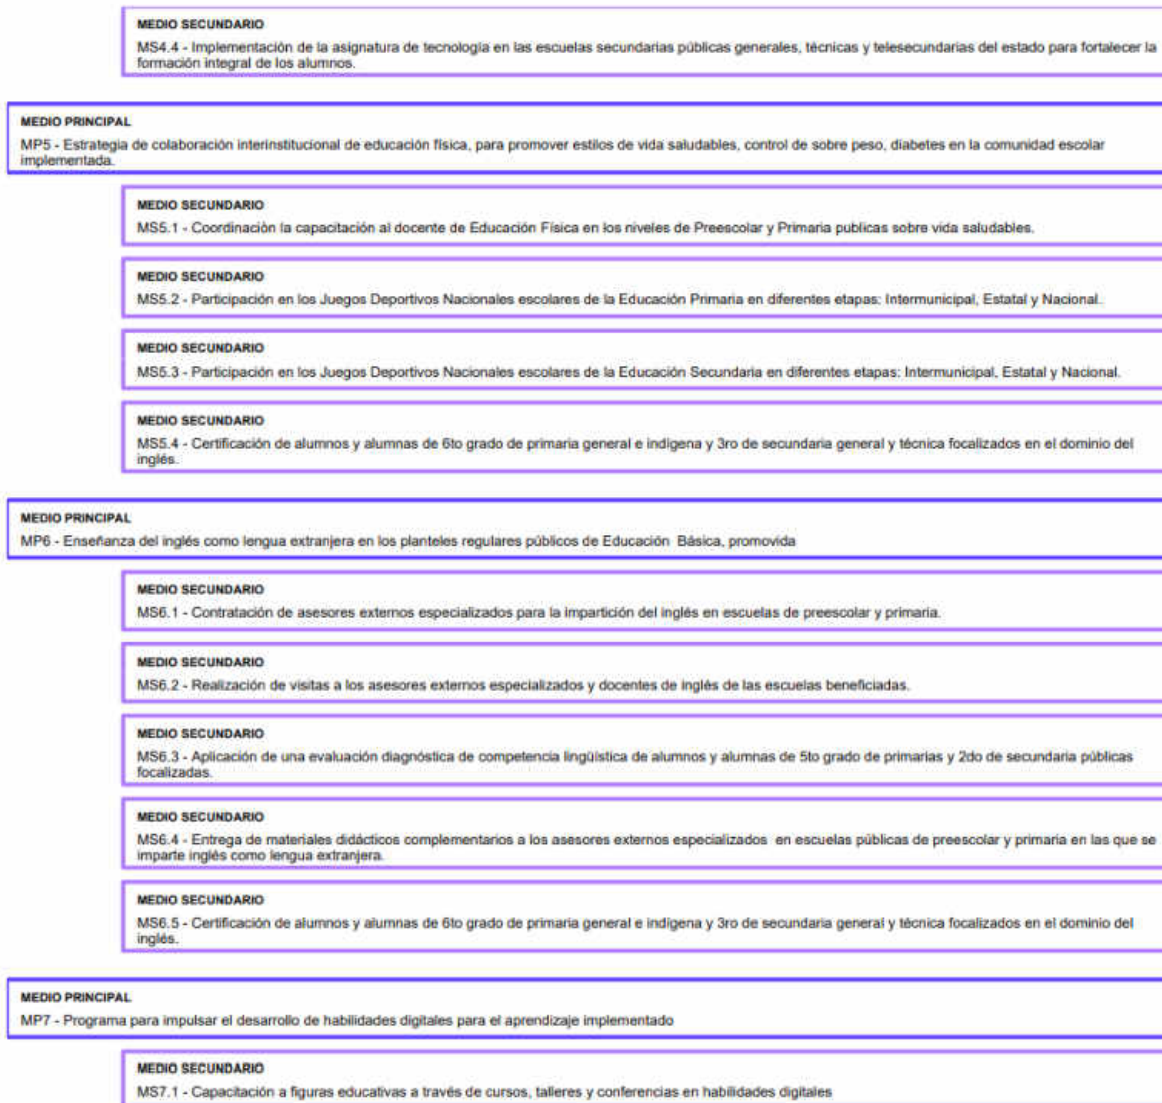 MEDIO SECUNDARIO
MS4.4 - Implementación de la asignatura de tecnología en las escuelas secundarias públicas generales, técnicas y telesecundarias del estado para fortalecer la
formación integral de los alumnos.
MEDIO PRINCIPAL
MP5 - Estrategia de colaboración interinstitucional de educación física, para promover estilos de vida saludables, control de sobre peso, diabetes en la comunidad escolar
implementada.
MEDIO SECUNDARIO
MS5.1 - Coordinación la capacitación al docente de Educación Física en los niveles de Preescolar y Primaria publicas sobre vida saludables.
MEDIO SECUNDARIO
MS5.2 - Participación en los Juegos Deportivos Nacionales escolares de la Educación Primaria en diferentes etapas: Intermunicipal, Estatal y Nacional.
MEDIO SECUNDARIO
MS5.3 - Participación en los Juegos Deportivos Nacionales escolares de la Educación Secundaria en diferentes etapas: Intermunicipal, Estatal y Nacional.
MEDIO SECUNDARIO
MS5.4 - Certificación de alumnos y alumnas de 6to grado de primaria general e indígena y 3ro de secundaria general y técnica focalizados en el dominio del
inglés.
MEDIO PRINCIPAL
MP6 - Enseñanza del inglés como lengua extranjera en los planteles regulares públicos de Educación Básica, promovida
MEDIO SECUNDARIO
MS6.1 - Contratación de asesores externos especializados para la impartición del inglés en escuelas de preescolar y primaria.
MEDIO SECUNDARIO
MS6.2 - Realización de visitas a los asesores externos especializados y docentes de inglés de las escuelas beneficiadas.
MEDIO SECUNDARIO
MS6.3 - Aplicación de una evaluación diagnóstica de competencia lingüística de alumnos y alumnas de 5to grado de primarias y 2do de secundaria públicas
focalizadas.
MEDIO SECUNDARIO
MS6.4 - Entrega de materiales didácticos complementarios a los asesores externos especializados en escuelas públicas de preescolar y primaria en las que se
imparte inglés como lengua extranjera.
MEDIO SECUNDARIO
MS6.5 - Certificación de alumnos y alumnas de 6to grado de primaria general e indígena y 3ro de secundaria general y técnica focalizados en el dominio del
inglés.
MEDIO PRINCIPAL
MP7 - Programa para impulsar el desarrollo de habilidades digitales para el aprendizaje implementado
MEDIO SECUNDARIO
MS7.1 - Capacitación a figuras educativas a través de cursos, talleres y conferencias en habilidades digitales